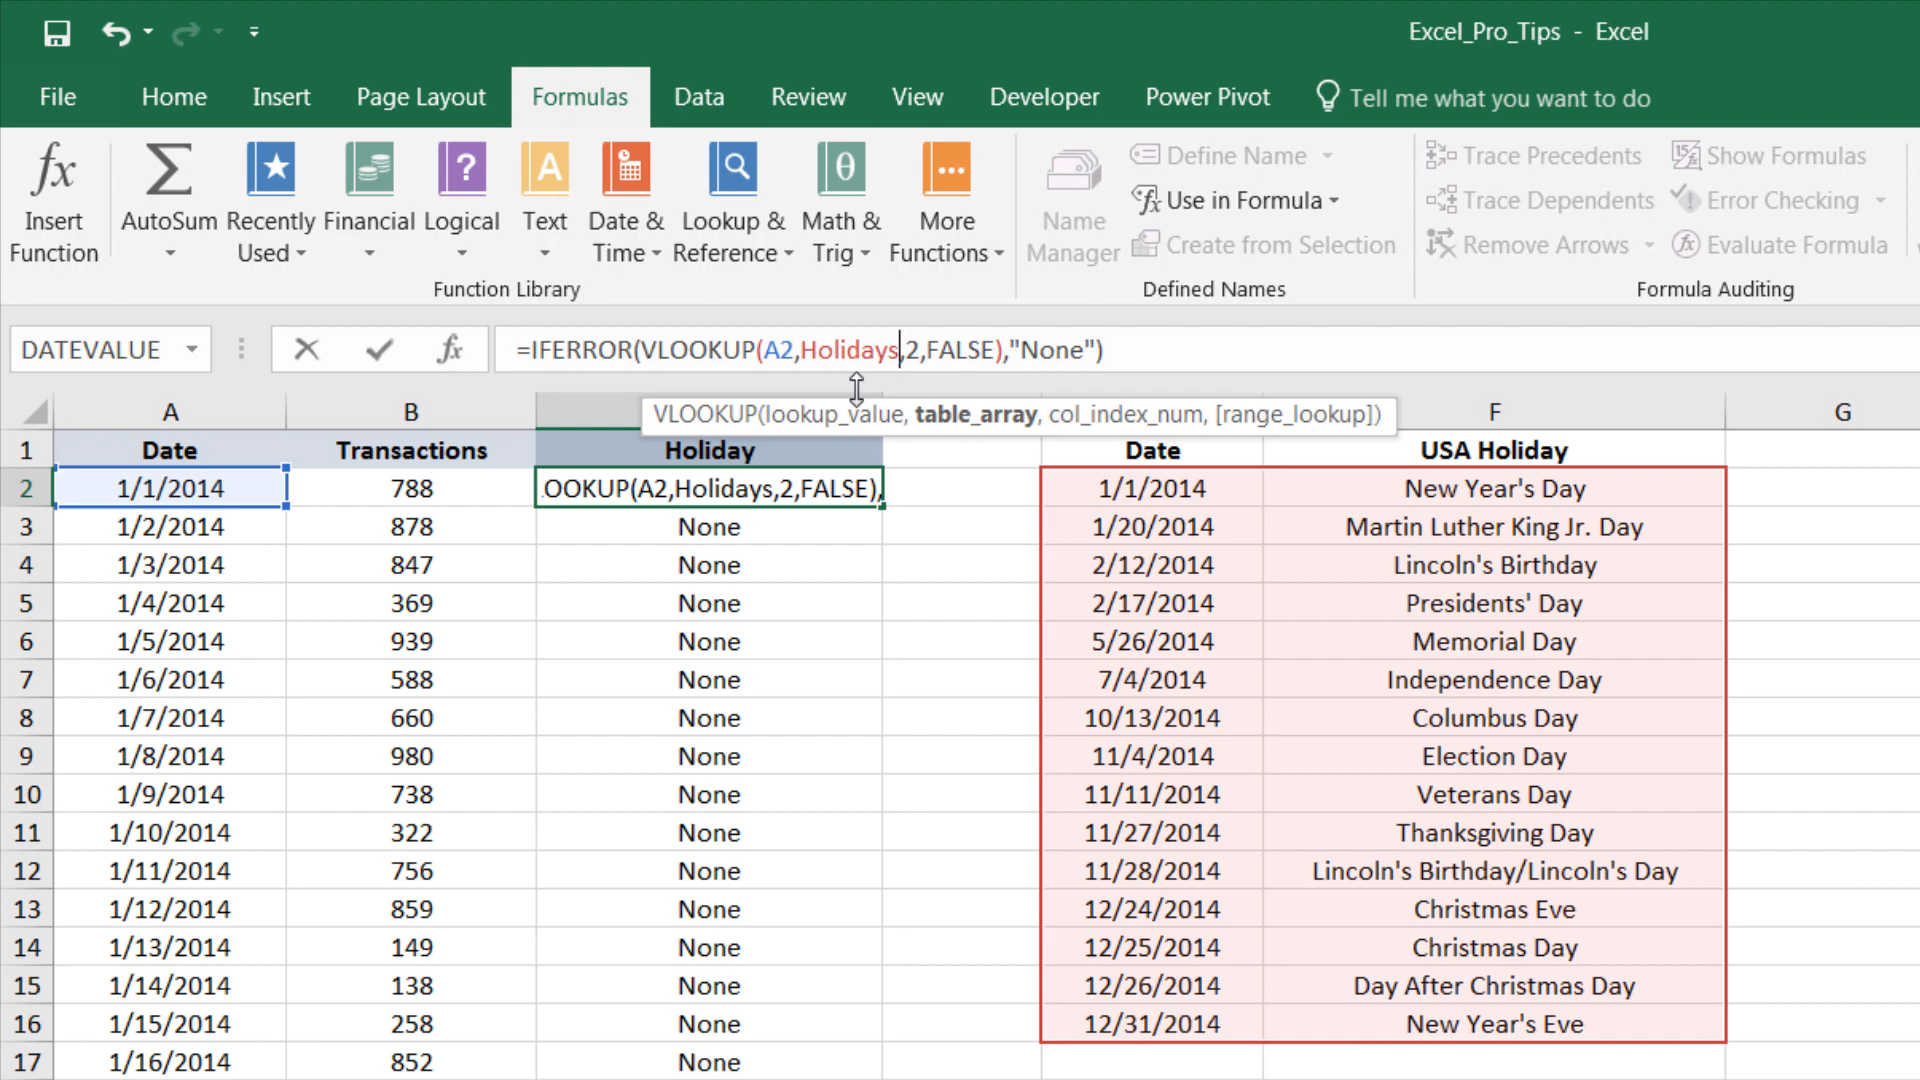 Excel_Pro_Tips - Excel
File Home Insert Page Layout Formulas Data Review View Developer Power Pivot Tell me what you want to do
fx Σ ? A θ
Insert Function AutoSum Recently Used Financial Logical Text Date & Time Lookup & Reference Math & Trig More Functions
Function Library
Name Manager
Define Name
Use in Formula
Create from Selection
Defined Names
Trace Precedents Show Formulas
Trace Dependents Error Checking
Remove Arrows Evaluate Formula
Formula Auditing
DATEVALUE fx =IFERROR(VLOOKUP(A2,Holidays,2,FALSE),"None")
VLOOKUP(lookup_value, table_array, col_index_num, [range_lookup])
A B F G
1 Date Transactions Holiday Date USA Holiday
2 1/1/2014 788 .OOKUP(A2,Holidays,2,FALSE), 1/1/2014 New Year's Day
3 1/2/2014 878 None 1/20/2014 Martin Luther King Jr. Day
4 1/3/2014 847 None 2/12/2014 Lincoln's Birthday
5 1/4/2014 369 None 2/17/2014 Presidents' Day
6 1/5/2014 939 None 5/26/2014 Memorial Day
7 1/6/2014 588 None 7/4/2014 Independence Day
8 1/7/2014 660 None 10/13/2014 Columbus Day
9 1/8/2014 980 None 11/4/2014 Election Day
10 1/9/2014 738 None 11/11/2014 Veterans Day
11 1/10/2014 322 None 11/27/2014 Thanksgiving Day
12 1/11/2014 756 None 11/28/2014 Lincoln's Birthday/Lincoln's Day
13 1/12/2014 859 None 12/24/2014 Christmas Eve
14 1/13/2014 149 None 12/25/2014 Christmas Day
15 1/14/2014 138 None 12/26/2014 Day After Christmas Day
16 1/15/2014 258 None 12/31/2014 New Year's Eve
17 1/16/2014 852 None